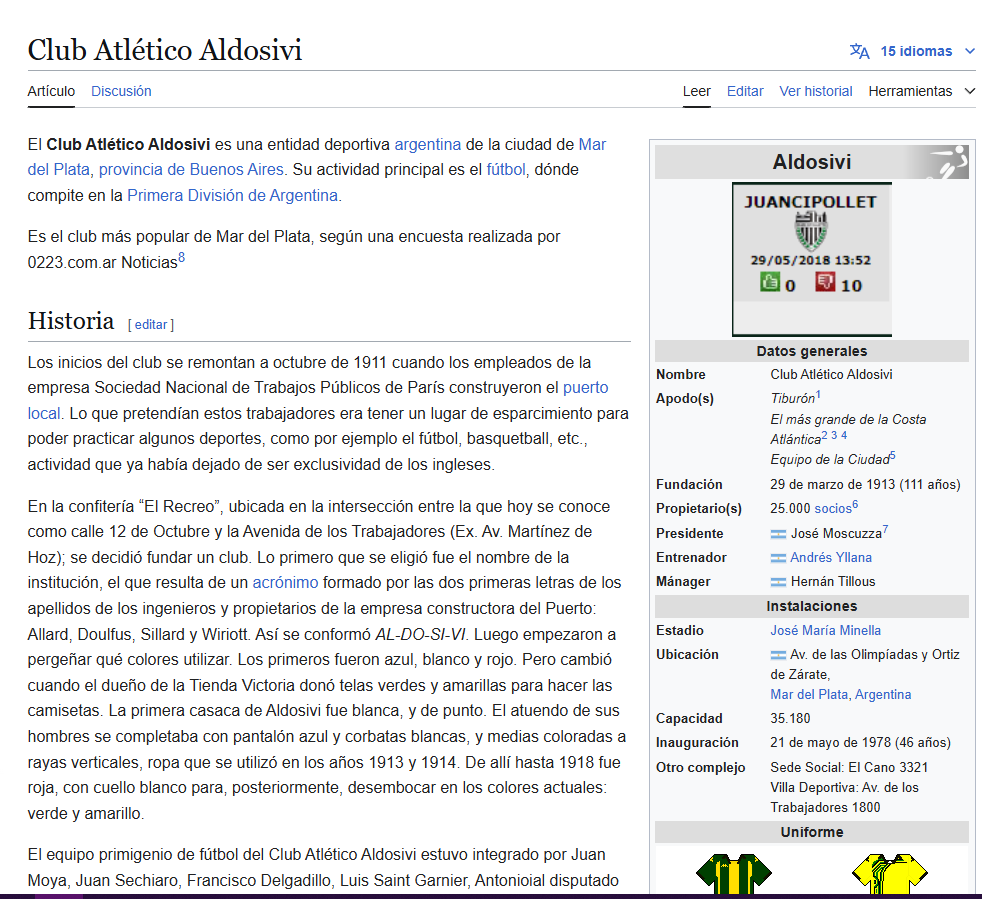 Club Atlético Aldosivi
15 idiomas
Artículo Discusión
Leer Editar Ver historial Herramientas
El Club Atlético Aldosivi es una entidad deportiva argentina de la ciudad de Mar
del Plata, provincia de Buenos Aires. Su actividad principal es el fútbol, dónde
compite en la Primera División de Argentina.
Es el club más popular de Mar del Plata, según una encuesta realizada por
0223.com.ar Noticias8
Historia [ editar ]
Los inicios del club se remontan a octubre de 1911 cuando los empleados de la
empresa Sociedad Nacional de Trabajos Públicos de París construyeron el puerto
local. Lo que pretendían estos trabajadores era tener un lugar de esparcimiento para
poder practicar algunos deportes, como por ejemplo el fútbol, basquetball, etc.,
actividad que ya había dejado de ser exclusividad de los ingleses.
En la confitería “El Recreo”, ubicada en la intersección entre la que hoy se conoce
como calle 12 de Octubre y la Avenida de los Trabajadores (Ex. Av. Martínez de
Hoz); se decidió fundar un club. Lo primero que se eligió fue el nombre de la
institución, el que resulta de un acrónimo formado por las dos primeras letras de los
apellidos de los ingenieros y propietarios de la empresa constructora del Puerto:
Allard, Doulfus, Sillard y Wiriott. Así se conformó AL-DO-SI-VI. Luego empezaron a
pergeñar qué colores utilizar. Los primeros fueron azul, blanco y rojo. Pero cambió
cuando el dueño de la Tienda Victoria donó telas verdes y amarillas para hacer las
camisetas. La primera casaca de Aldosivi fue blanca, y de punto. El atuendo de sus
hombres se completaba con pantalón azul y corbatas blancas, y medias coloradas a
rayas verticales, ropa que se utilizó en los años 1913 y 1914. De allí hasta 1918 fue
roja, con cuello blanco para, posteriormente, desembocar en los colores actuales:
verde y amarillo.
El equipo primigenio de fútbol del Club Atlético Aldosivi estuvo integrado por Juan
Moya, Juan Sechiaro, Francisco Delgadillo, Luis Saint Garnier, Antonioial disputado
Aldosivi
JUANCIPOLLET
29/05/2018 13:52
0 10
Datos generales
Nombre Club Atlético Aldosivi
Apodo(s) Tiburón1
El más grande de la Costa
Atlántica2 3 4
Equipo de la Ciudad5
Fundación 29 de marzo de 1913 (111 años)
Propietario(s) 25.000 socios6
Presidente José Moscuzza7
Entrenador Andrés Yllana
Mánager Hernán Tillous
Instalaciones
Estadio José María Minella
Ubicación Av. de las Olimpíadas y Ortiz
de Zárate,
Mar del Plata, Argentina
Capacidad 35.180
Inauguración 21 de mayo de 1978 (46 años)
Otro complejo Sede Social: El Cano 3321
Villa Deportiva: Av. de los
Trabajadores 1800
Uniforme